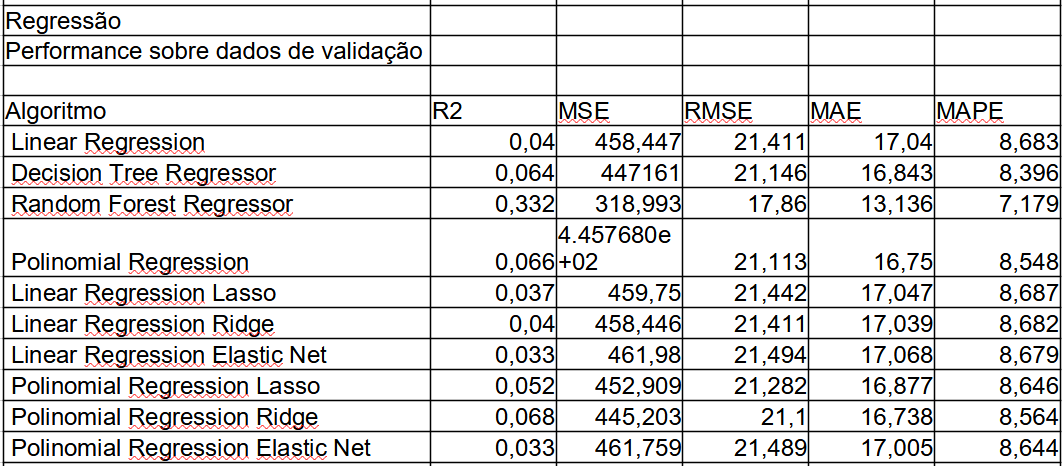 Regressão
Performance sobre dados de validação
Algoritmo R2 MSE RMSE MAE MAPE
Linear Regression 0,04 458,447 21,411 17,04 8,683
Decision Tree Regressor 0,064 447161 21,146 16,843 8,396
Random Forest Regressor 0,332 318,993 17,86 13,136 7,179
Polinomial Regression 0,066 4.457680e+02 21,113 16,75 8,548
Linear Regression Lasso 0,037 459,75 21,442 17,047 8,687
Linear Regression Ridge 0,04 458,446 21,411 17,039 8,682
Linear Regression Elastic Net 0,033 461,98 21,494 17,068 8,679
Polinomial Regression Lasso 0,052 452,909 21,282 16,877 8,646
Polinomial Regression Ridge 0,068 445,203 21,1 16,738 8,564
Polinomial Regression Elastic Net 0,033 461,759 21,489 17,005 8,644